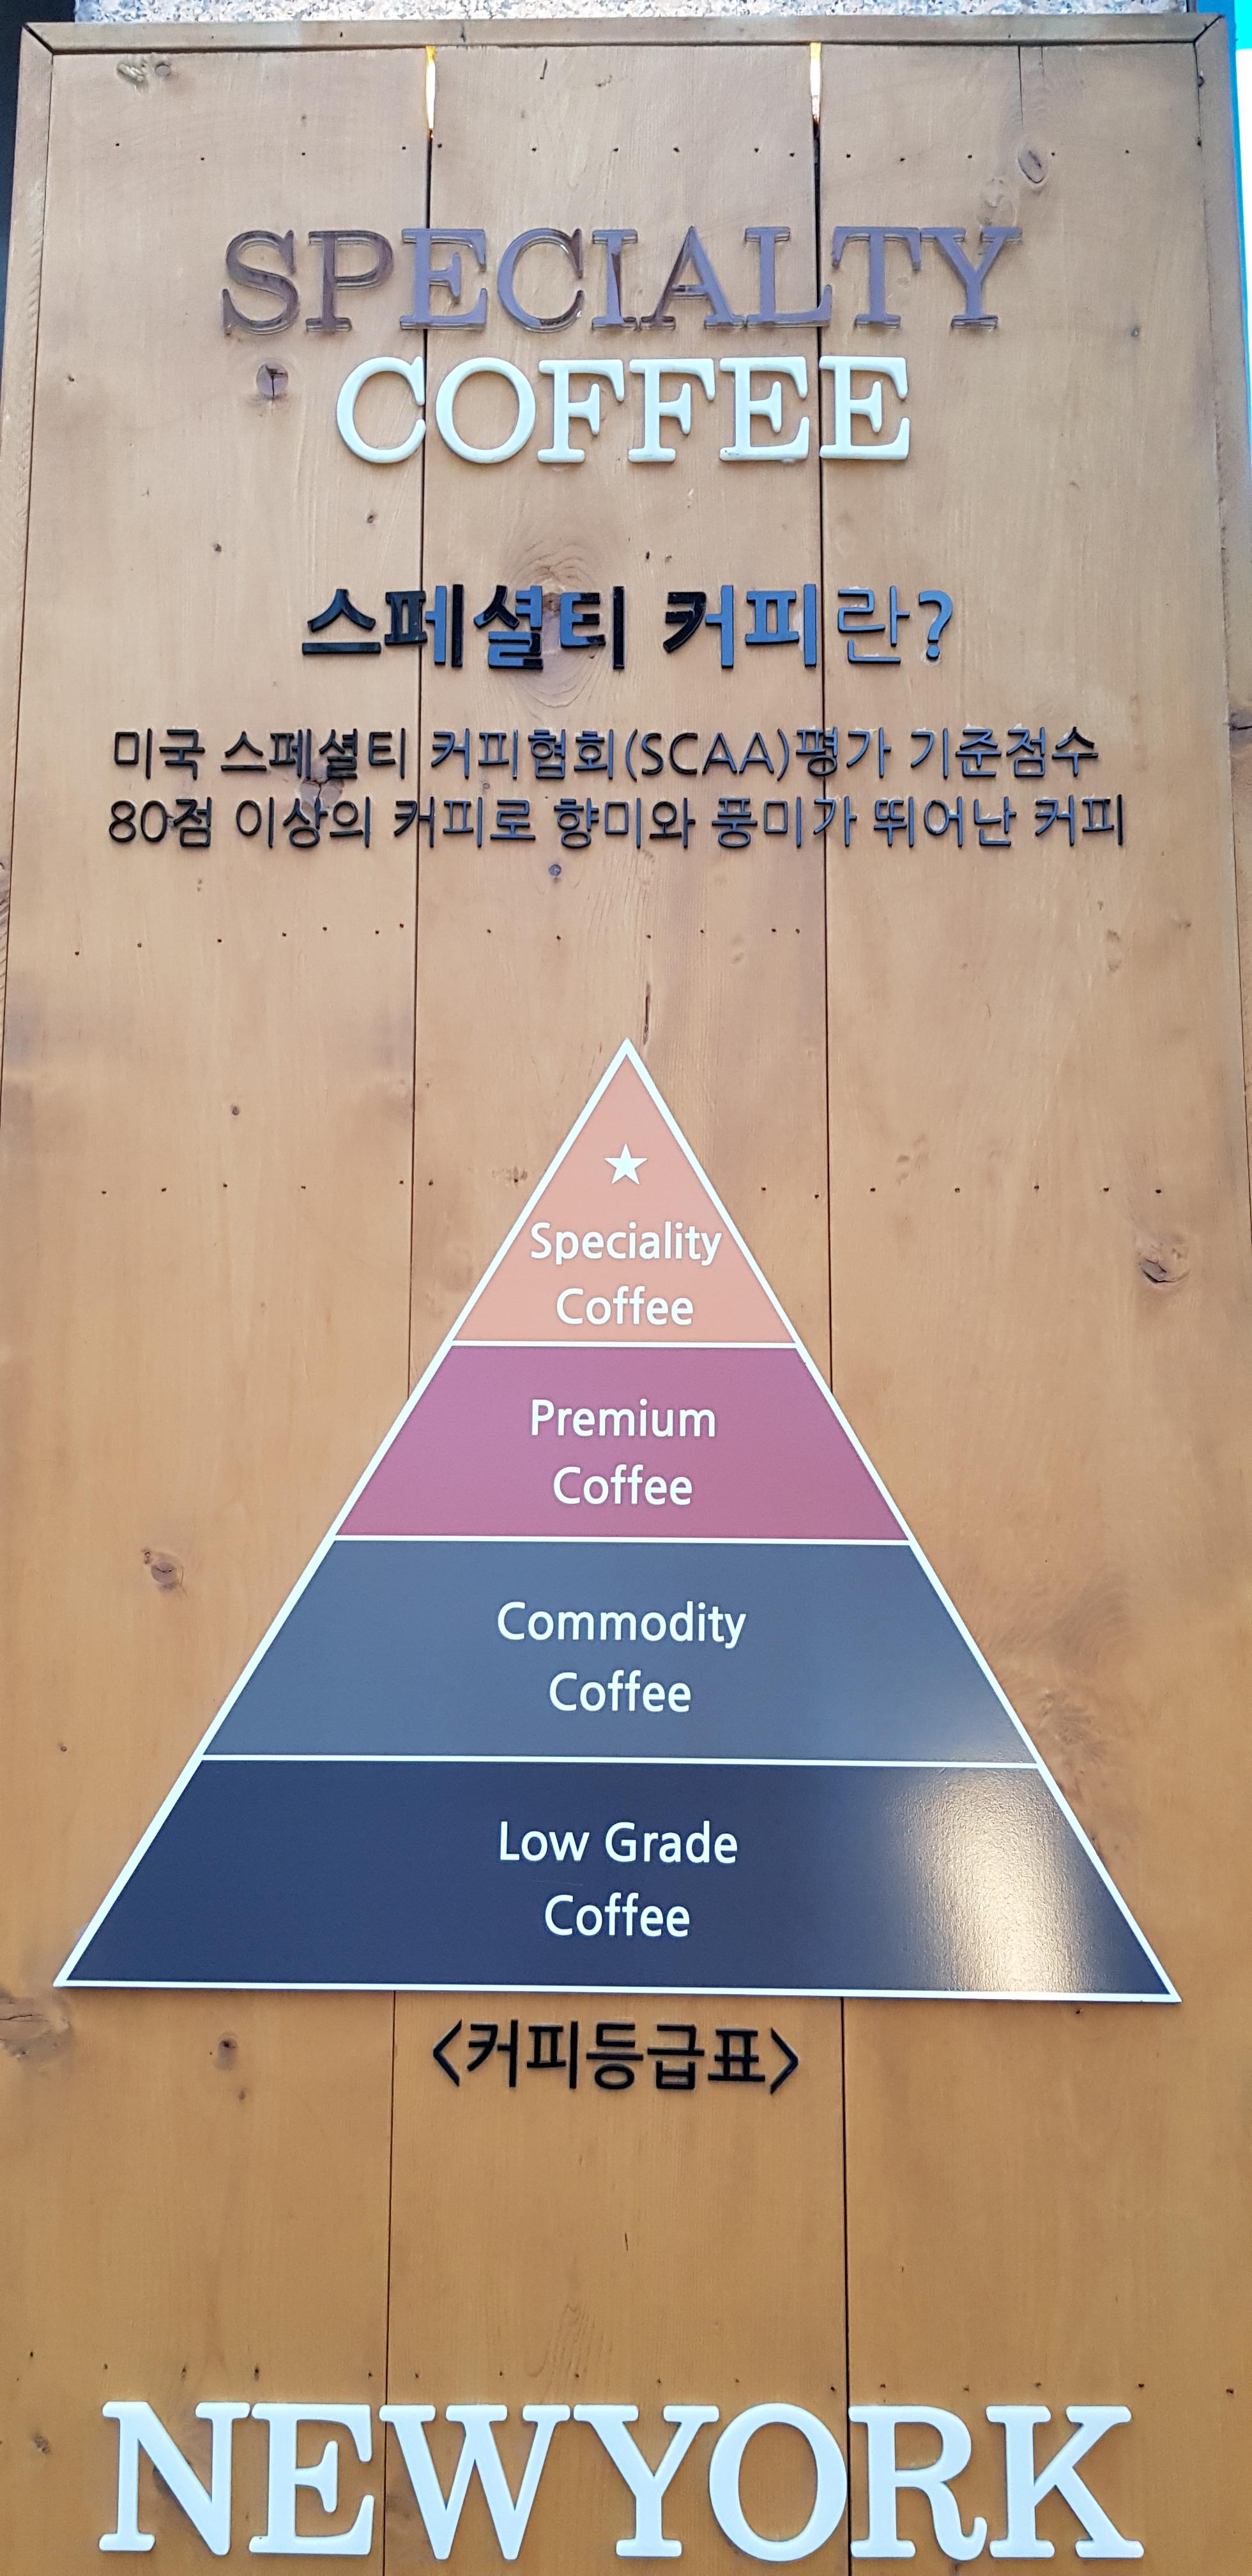 SPECIALTY
COFFEE
스페셜티 커피란?
미국 스페셜티 커피협회(SCAA)평가 기준점수
80점 이상의 커피로 향미와 풍미가 뛰어난 커피
★
Speciality
Coffee
Premium
Coffee
Commodity
Coffee
Low Grade
Coffee
<커피등급표>
NEWYORK